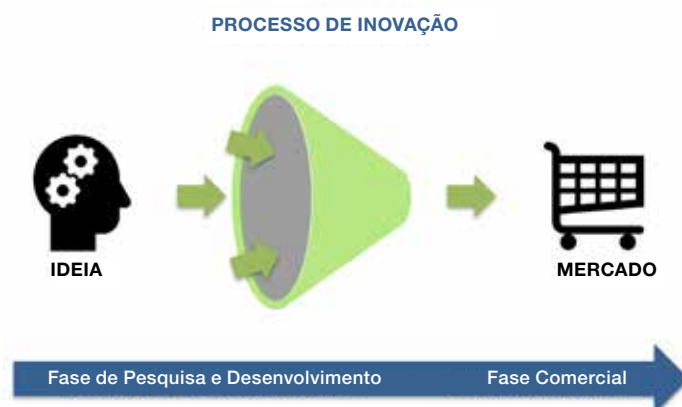 PROCESSO DE INOVAÇÃO
IDEIA
MERCADO
Fase de Pesquisa e Desenvolvimento
Fase Comercial